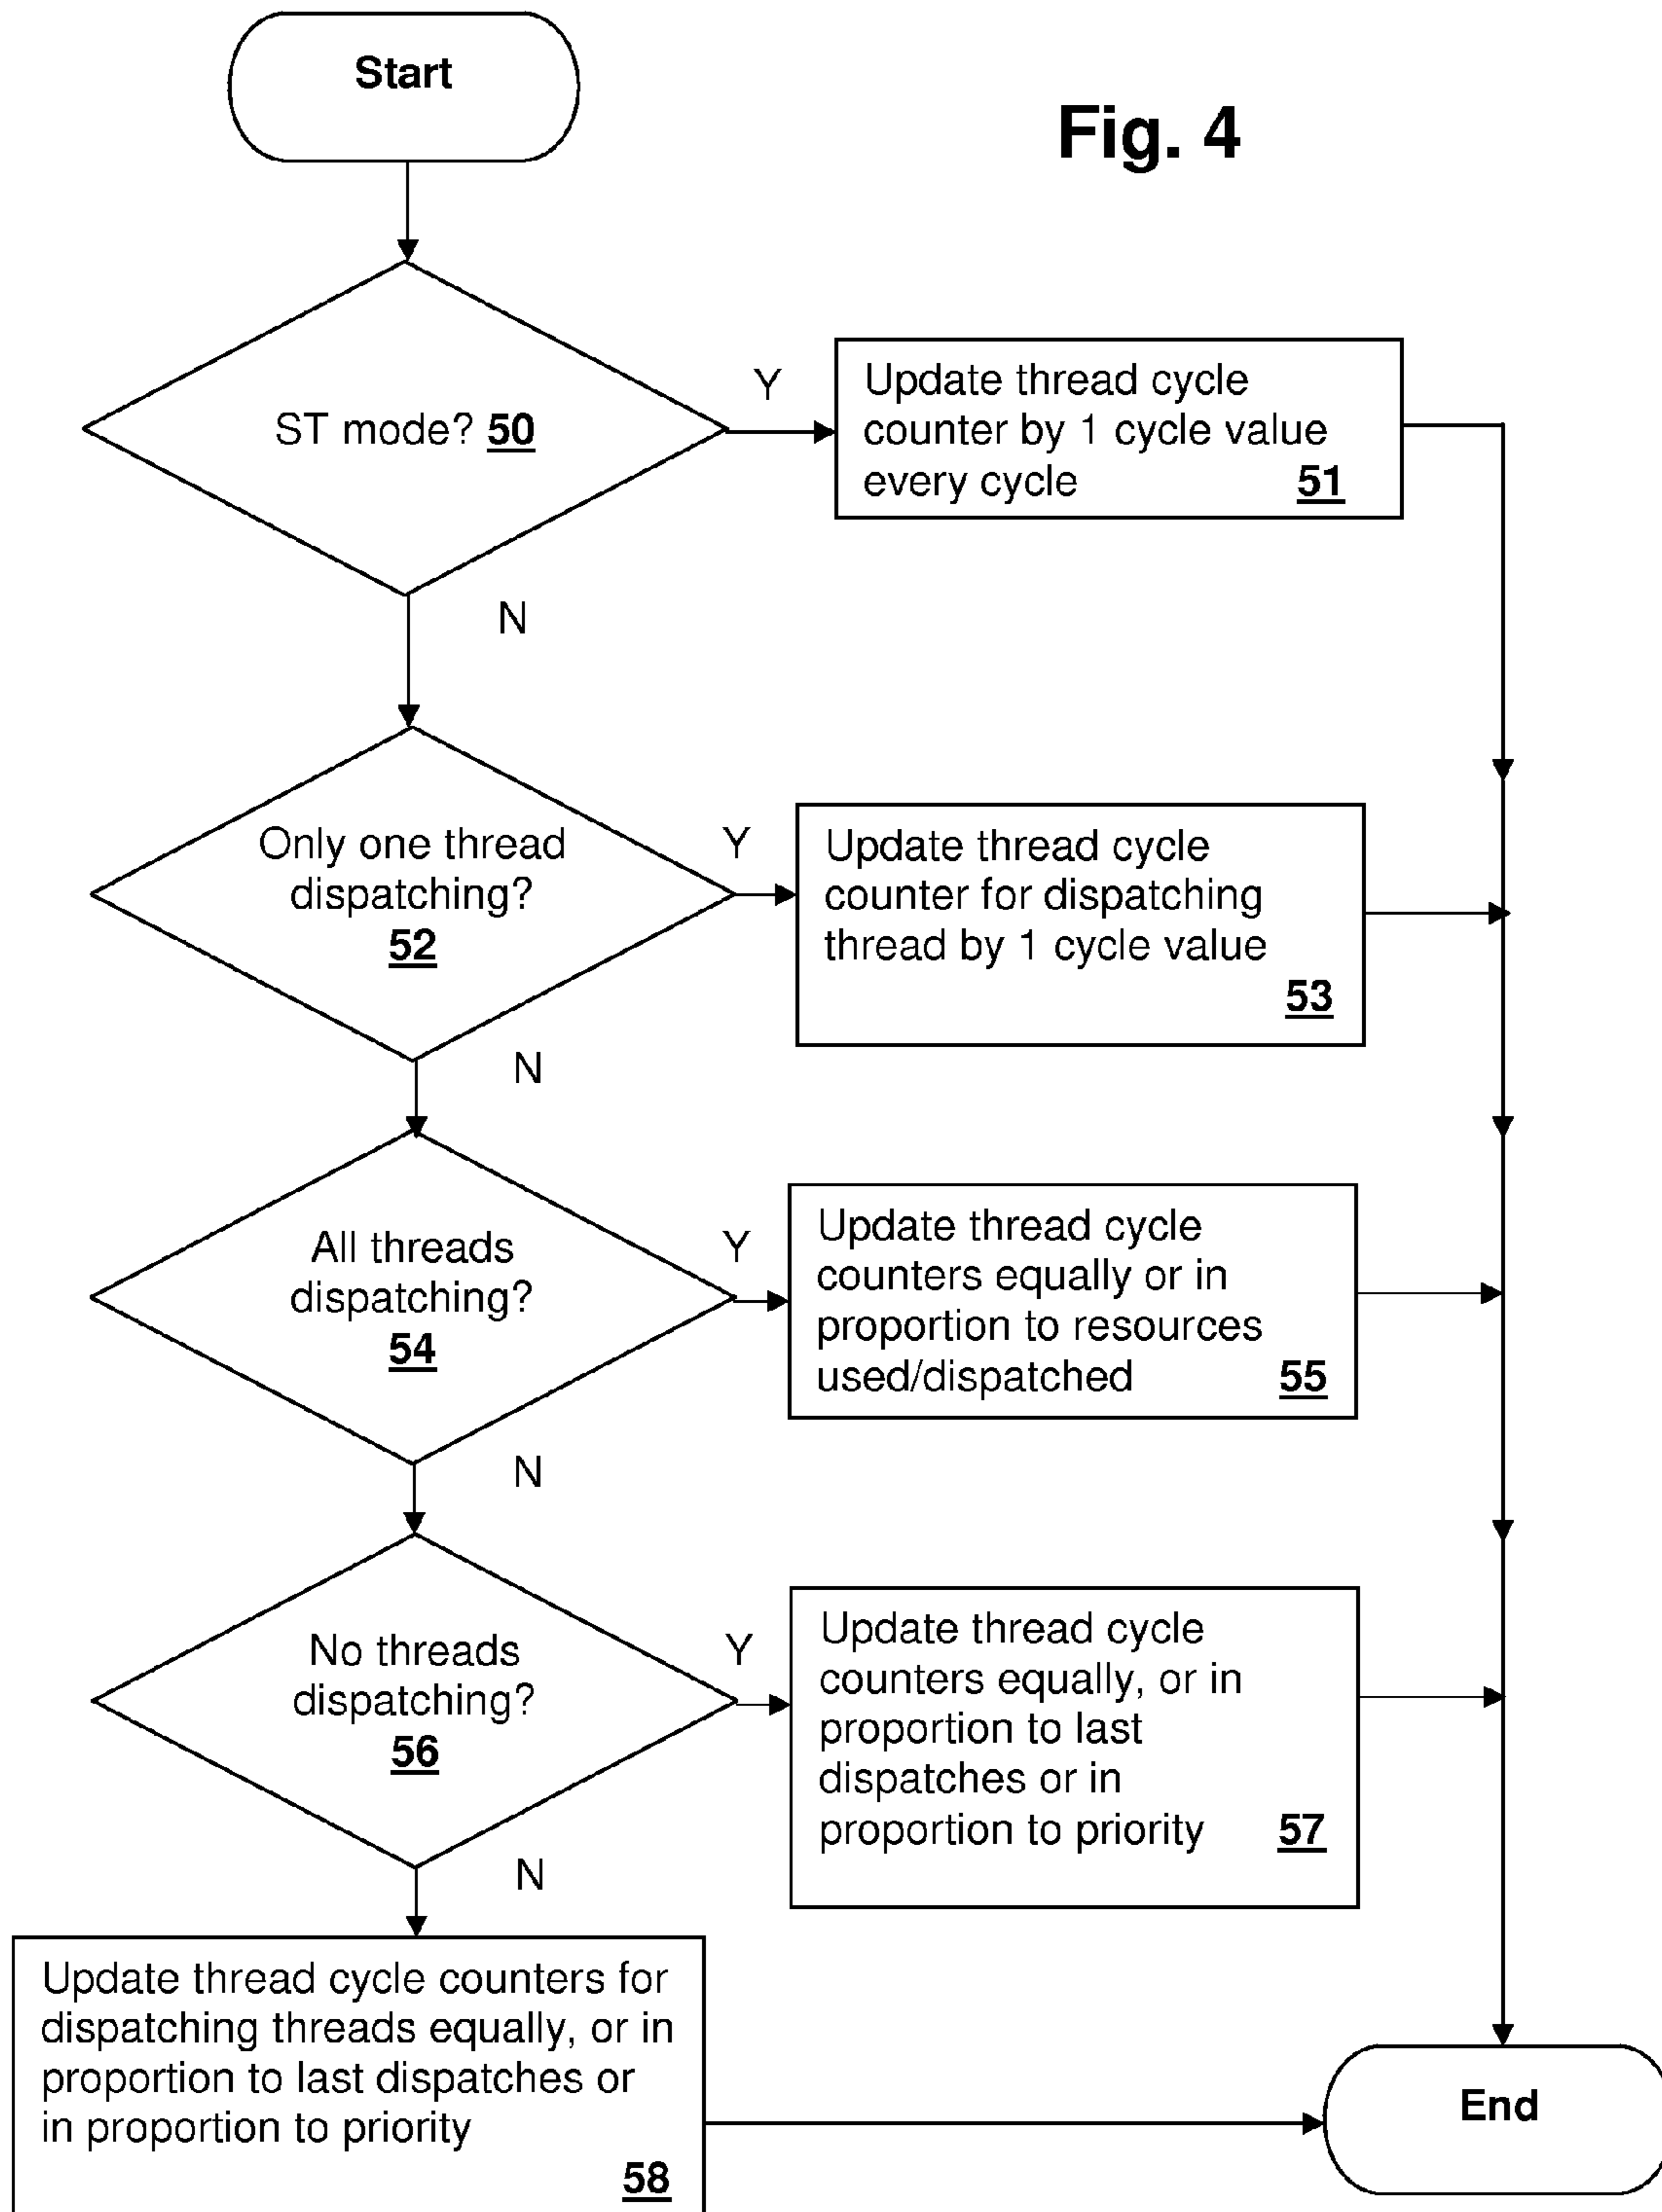 Start
Fig. 4
ST mode? 50
Y
Update thread cycle
counter by 1 cycle value
every cycle 51
N
Only one thread
dispatching?
52
Y
Update thread cycle
counter for dispatching
thread by 1 cycle value
53
N
All threads
dispatching?
54
Y
Update thread cycle
counters equally or in
proportion to resources
used/dispatched 55
N
No threads
dispatching?
56
Y
Update thread cycle
counters equally, or in
proportion to last
dispatches or in
proportion to priority 57
N
Update thread cycle counters for
dispatching threads equally, or in
proportion to last dispatches or
in proportion to priority
58
End